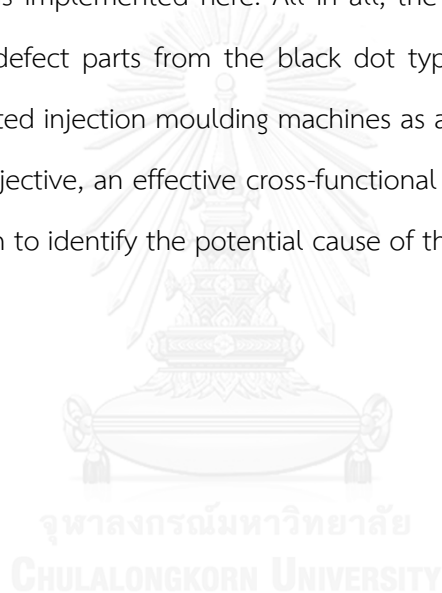 s implemented here. All in all, the
defect parts from the black dot typ
ted injection moulding machines as a
jective, an effective cross-functional
n to identify the potential cause of th
จุฬาลงกรณ์มหาวิทยาลัย
CHULALONGKORN UNIVERSITY